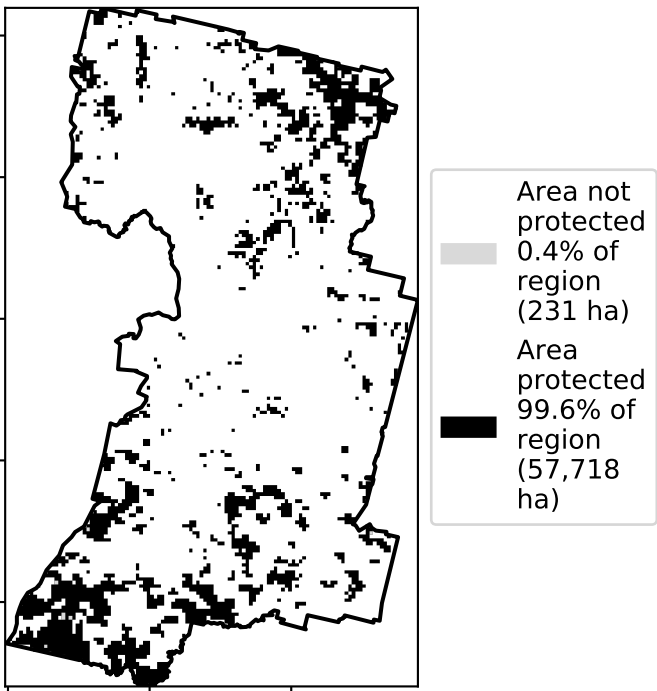 Area not
protected
0.4% of
region
(231 ha)
Area
protected
99.6% of
region
(57,718
ha)